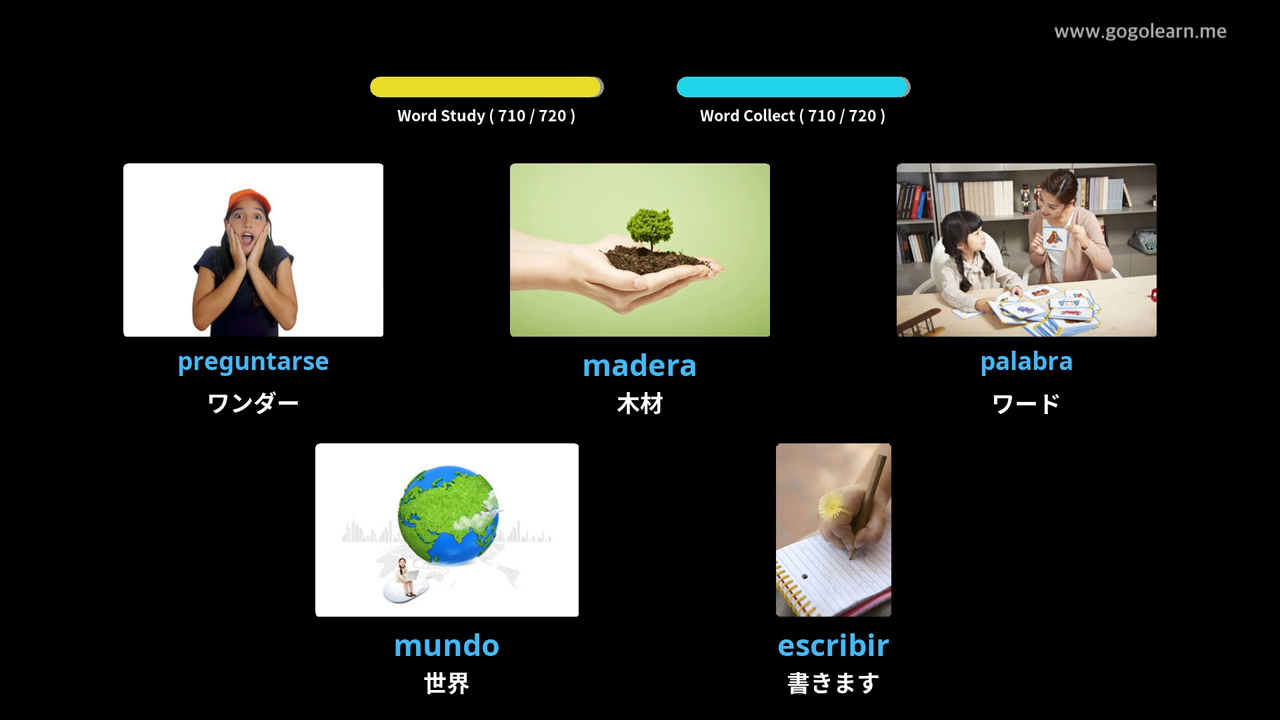 www.gogolearn.me
Word Study ( 710 / 720 )
Word Collect ( 710 / 720 )
preguntarse
ワンダー
madera
木材
palabra
ワード
mundo
世界
escribir
書きます